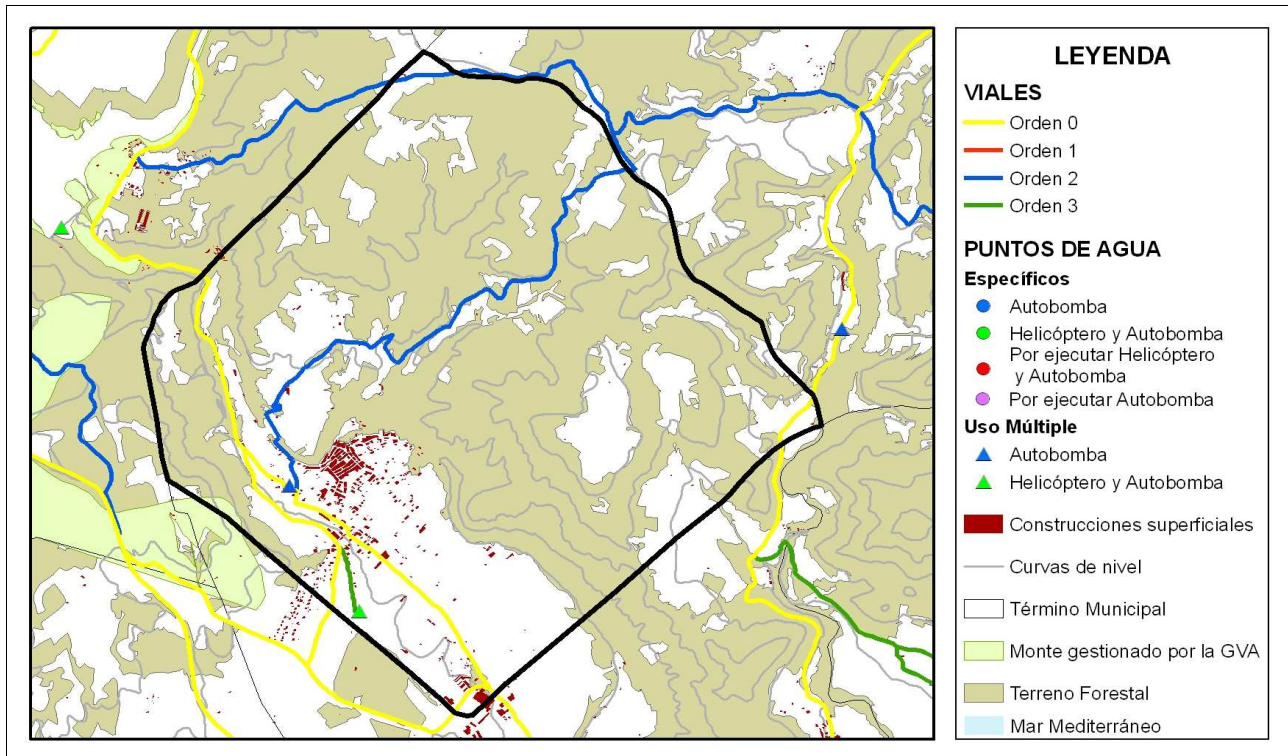 LEYENDA
VIALES
Orden 0
Orden 1
Orden 2
Orden 3
PUNTOS DE AGUA
Específicos
Autobomba
Helicóptero y Autobomba
Por ejecutar Helicóptero
y Autobomba
Por ejecutar Autobomba
Uso Múltiple
Autobomba
Helicóptero y Autobomba
Construcciones superficiales
Curvas de nivel
Término Municipal
Monte gestionado por la GVA
Terreno Forestal
Mar Mediterráneo